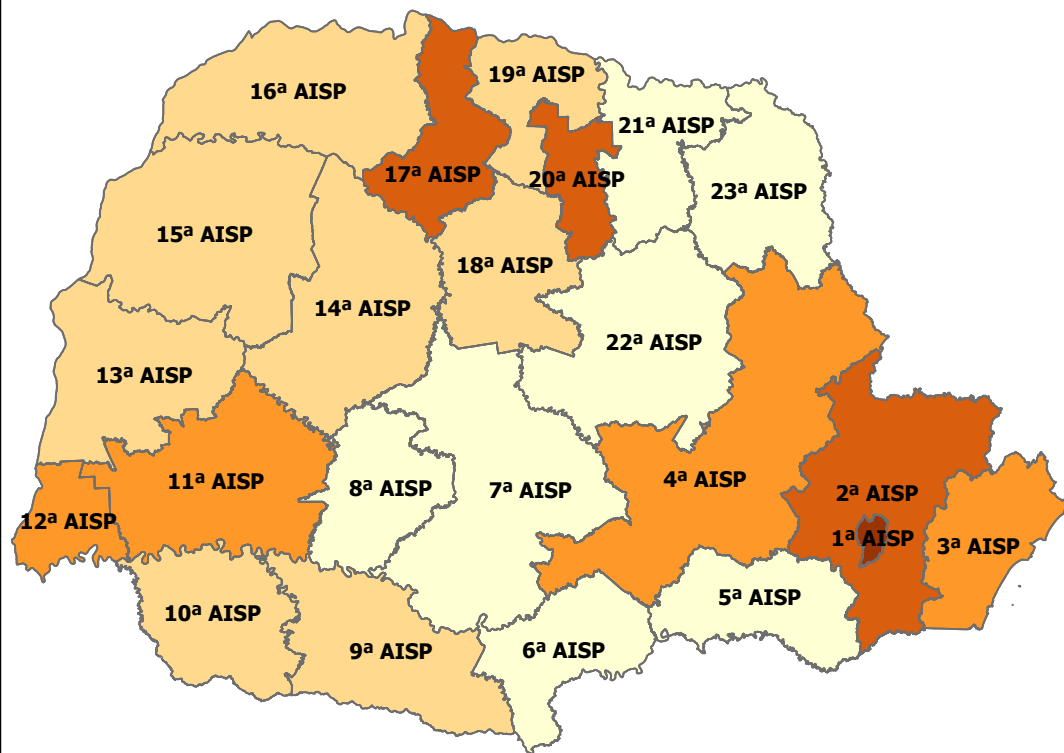 19ª AISP
16ª AISP
21ª AISP
17ª AISP
20ª AISP
23ª AISP
15ª AISP
18ª AISP
14ª AISP
22ª AISP
13ª AISP
11ª AISP
4ª AISP
8ª AISP
7ª AISP
2ª AISP
12ª AISP
1ª AISP
3ª AISP
5ª AISP
10ª AISP
9ª AISP
6ª AISP